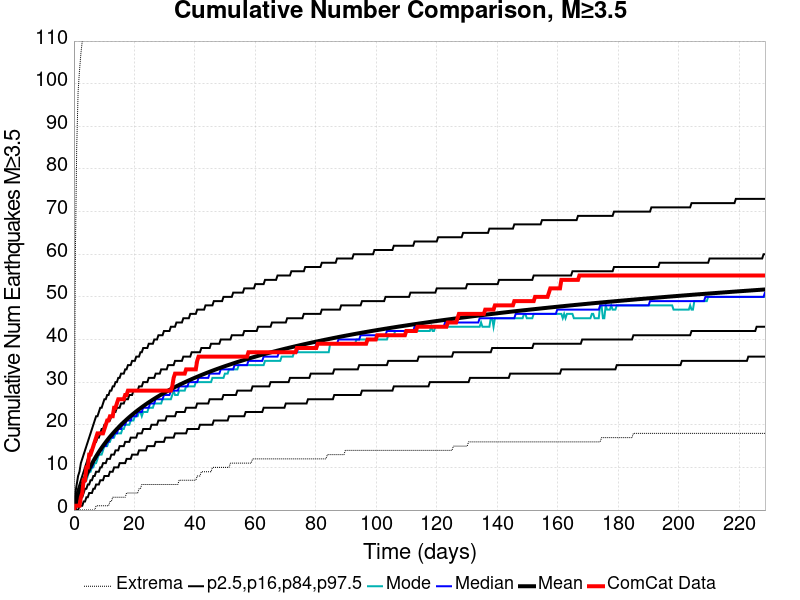 Cumulative Number Comparison, M≥3.5
Cumulative Num Earthquakes M≥3.5
110
100
90
80
70
60
50
40
30
20
10
0
0 20 40 60 80 100 120 140 160 180 200 220
Time (days)
Extrema p2.5,p16,p84,p97.5 Mode Median Mean ComCat Data